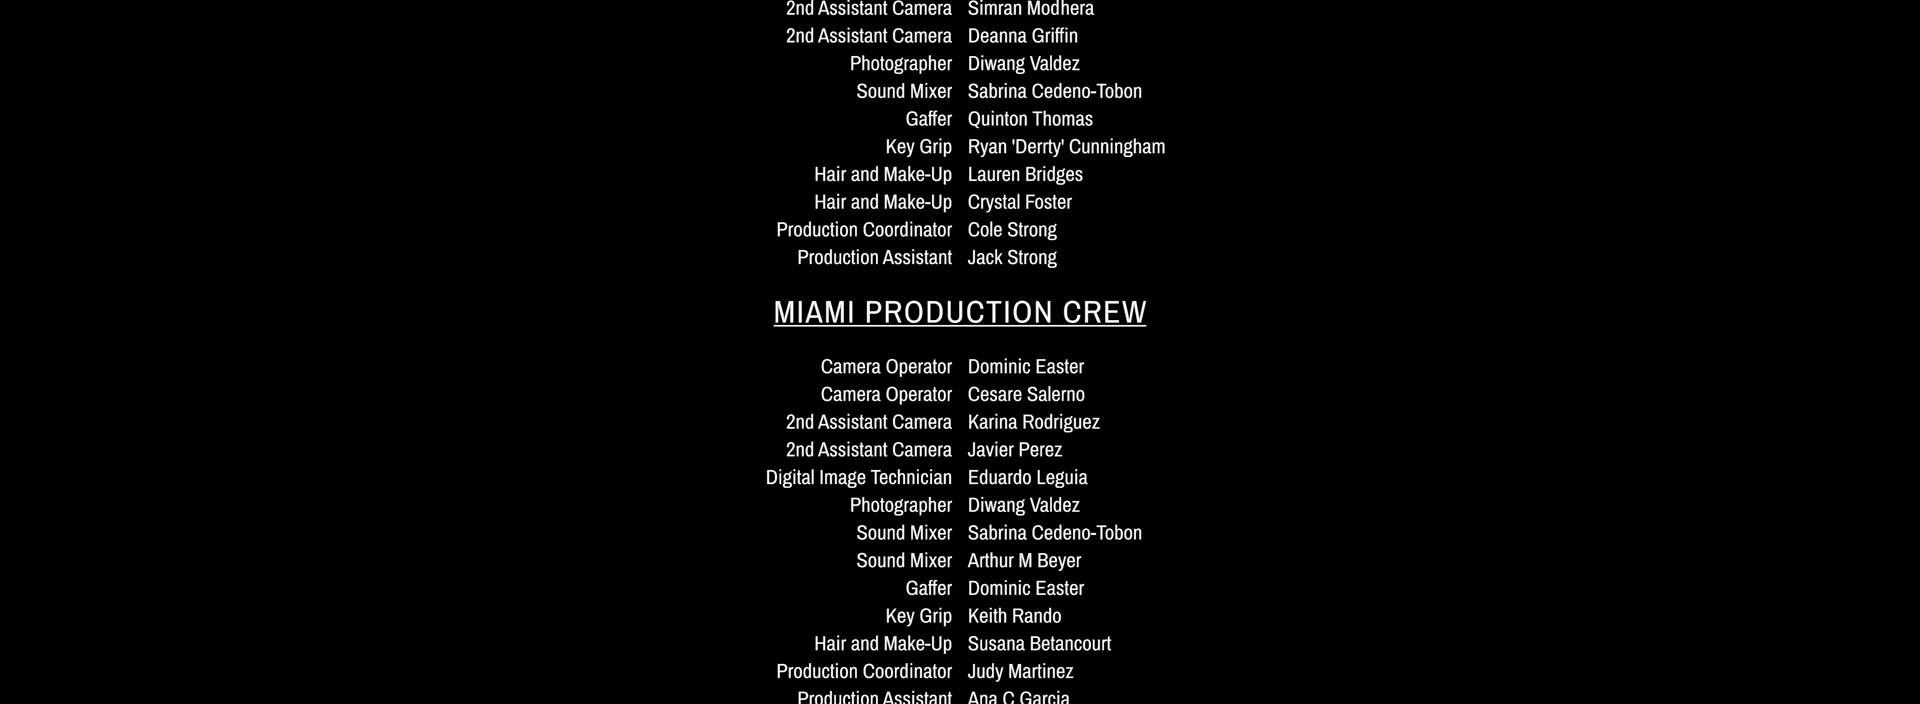 2nd Assistant Camera Simran Modhera
2nd Assistant Camera Deanna Griffin
Photographer Diwang Valdez
Sound Mixer Sabrina Cedeno-Tobon
Gaffer Quinton Thomas
Key Grip Ryan 'Derrty' Cunningham
Hair and Make-Up Lauren Bridges
Hair and Make-Up Crystal Foster
Production Coordinator Cole Strong
Production Assistant Jack Strong
MIAMI PRODUCTION CREW
Camera Operator Dominic Easter
Camera Operator Cesare Salerno
2nd Assistant Camera Karina Rodriguez
2nd Assistant Camera Javier Perez
Digital Image Technician Eduardo Leguia
Photographer Diwang Valdez
Sound Mixer Sabrina Cedeno-Tobon
Sound Mixer Arthur M Beyer
Gaffer Dominic Easter
Key Grip Keith Rando
Hair and Make-Up Susana Betancourt
Production Coordinator Judy Martinez
Production Assistant Ana C Garcia